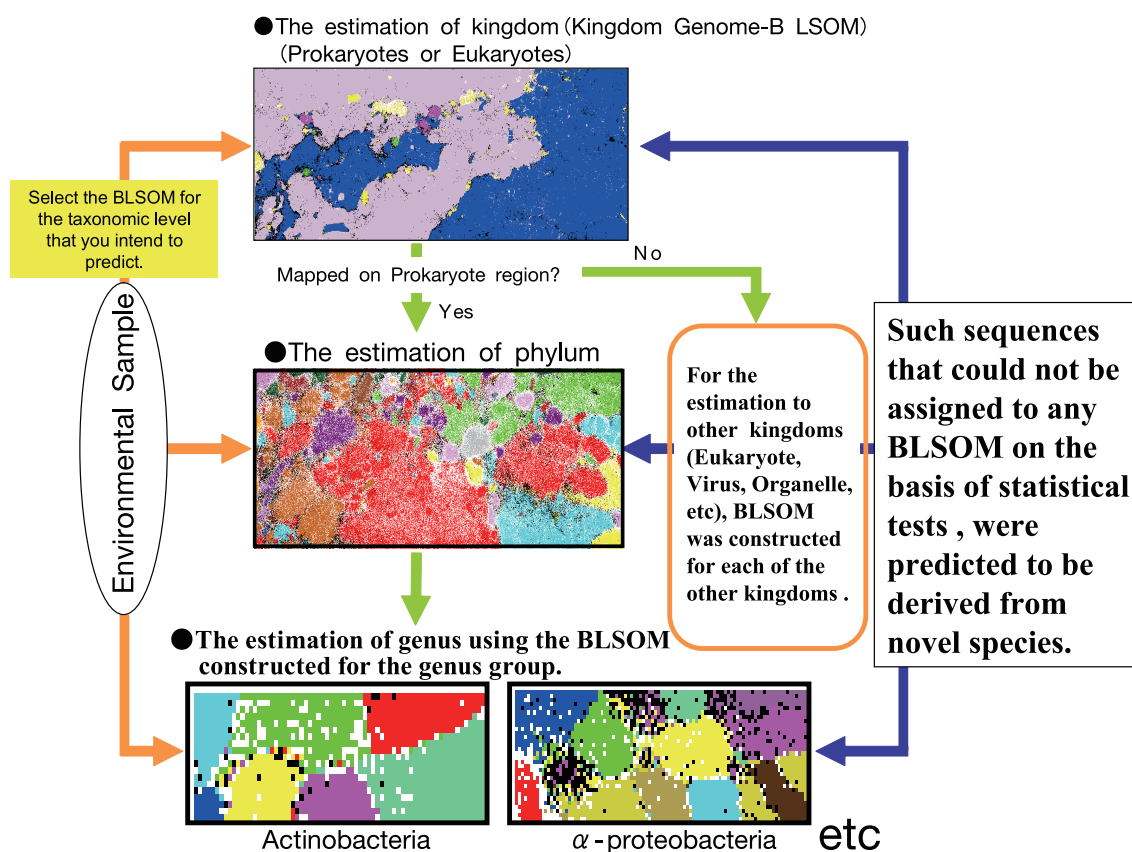 ●The estimation of kingdom(Kingdom Genome-B LSOM)
(Prokaryotes or Eukaryotes)
Select the BLSOM for
the taxonomic level
that you intend to
predict.
Environmental Sample
Mapped on Prokaryote region?
No
Yes
●The estimation of phylum
For the
estimation to
other kingdoms
(Eukaryote,
Virus, Organelle,
etc), BLSOM
was constructed
for each of the
other kingdoms .
Such sequences
that could not be
assigned to any
BLSOM on the
basis of statistical
tests , were
predicted to be
derived from
novel species.
●The estimation of genus using the BLSOM
constructed for the genus group.
Actinobacteria
α-proteobacteria
etc